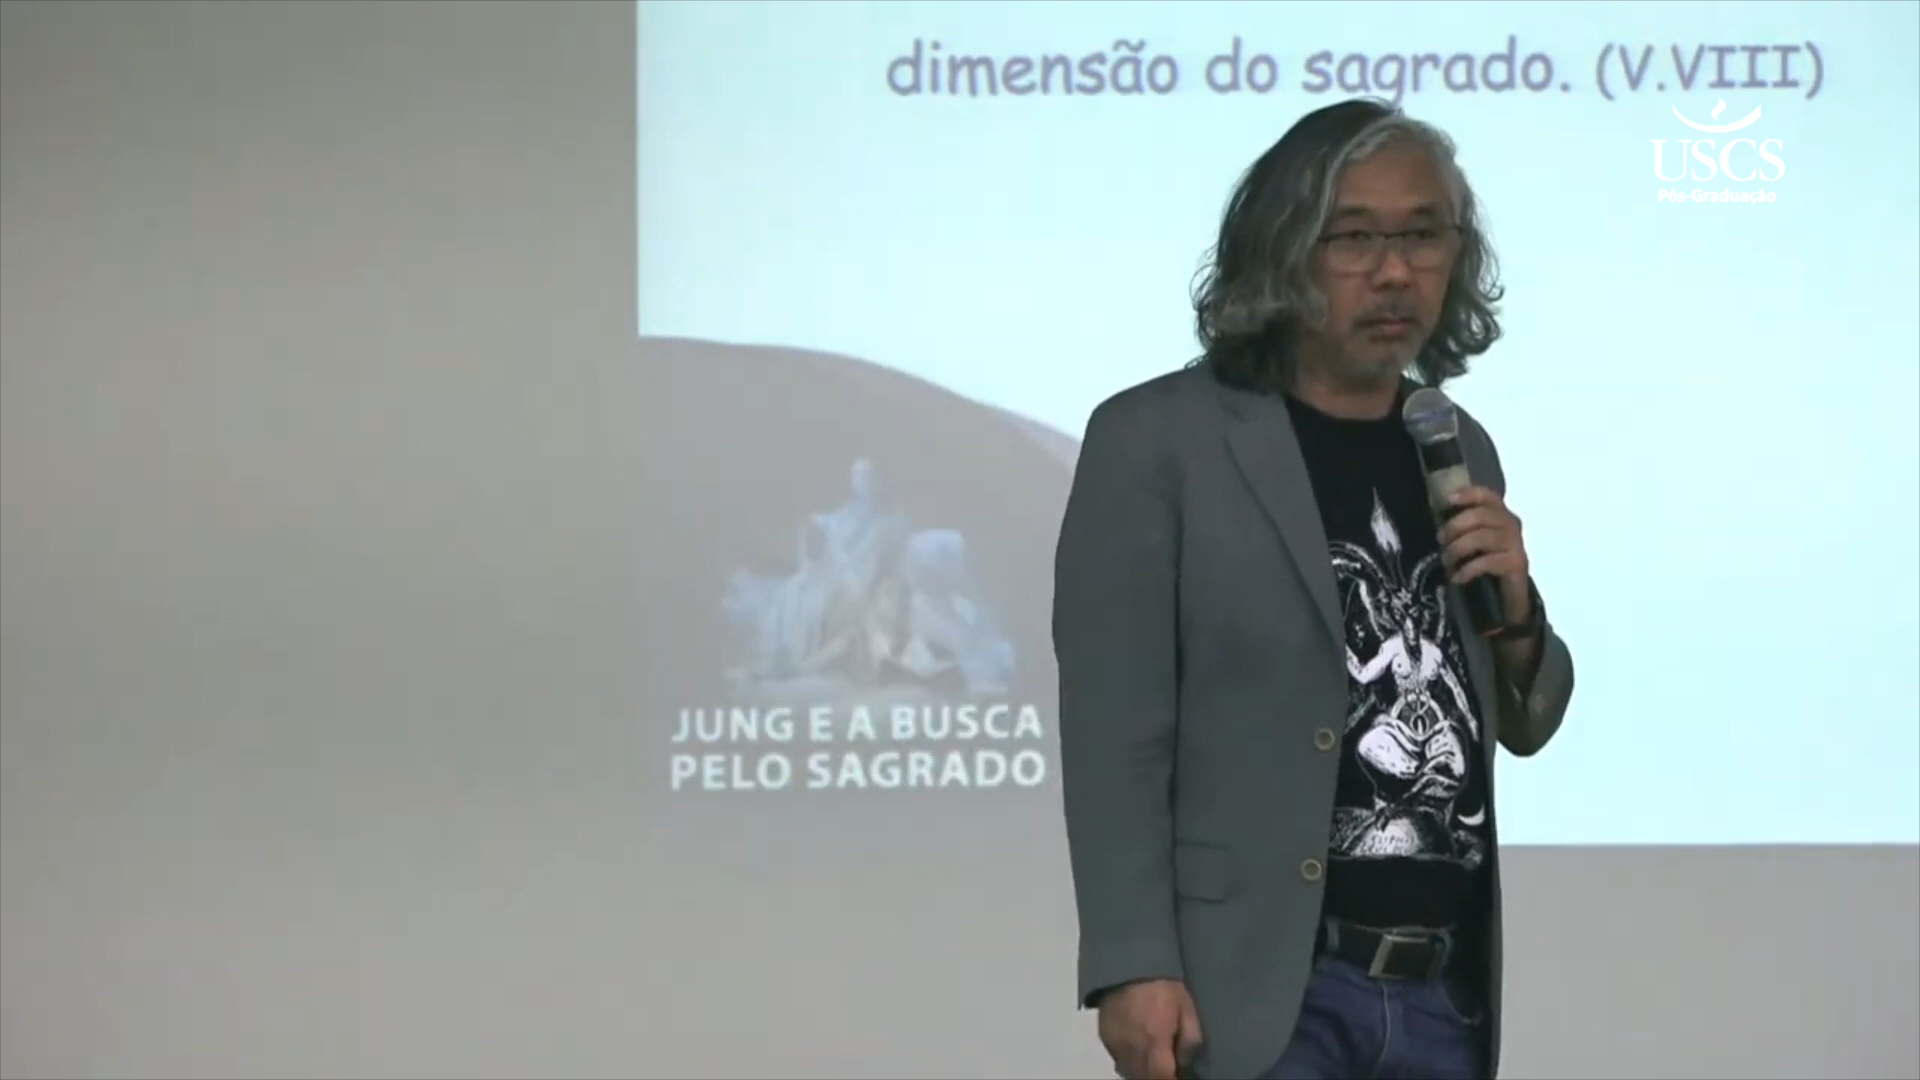 dimensão do sagrado. (V.VIII)
USCS
Pós-Graduação
JUNG E A BUSCA
PELO SAGRADO